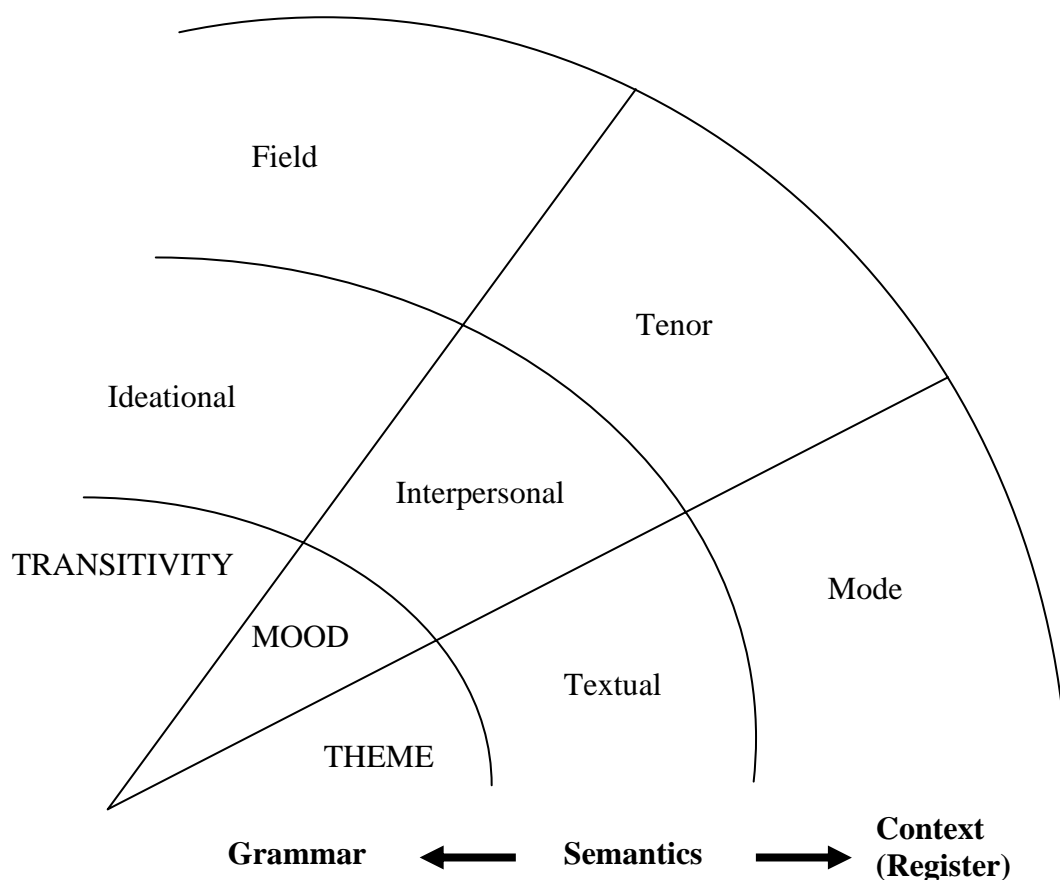 Field
Tenor
Ideational
Interpersonal
TRANSITIVITY
Mode
MOOD
Textual
THEME
Grammar
Semantics
Context
(Register)